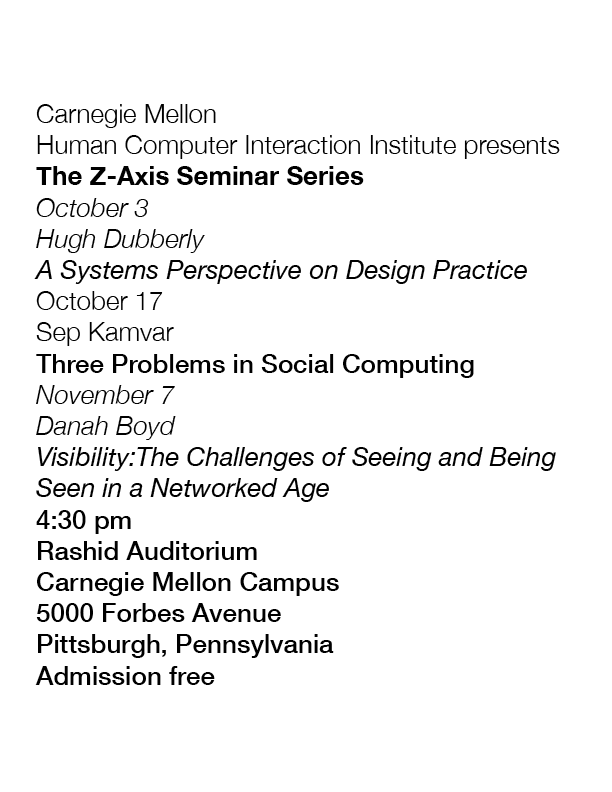 Carnegie Mellon
Human Computer Interaction Institute presents
The Z-Axis Seminar Series
October 3
Hugh Dubberly
A Systems Perspective on Design Practice
October 17
Sep Kamvar
Three Problems in Social Computing
November 7
Danah Boyd
Visibility:The Challenges of Seeing and Being
Seen in a Networked Age
4:30 pm
Rashid Auditorium
Carnegie Mellon Campus
5000 Forbes Avenue
Pittsburgh, Pennsylvania
Admission free